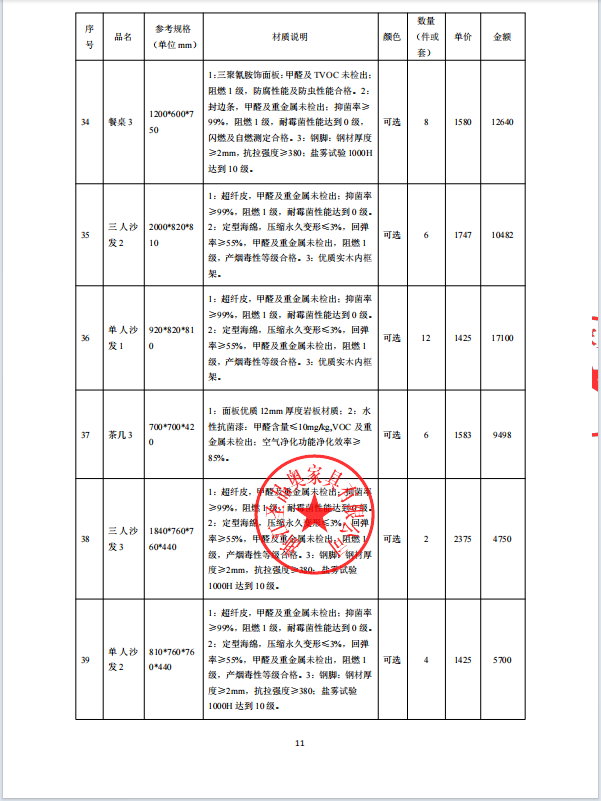 序号 品名 参考规格（单位 mm） 材质说明 颜色 数量（件或套） 单价 金额
34 餐桌 3 1200*600*750
1:三聚氰胺饰面板:甲醛及 TVOC 未检出;
阻燃 1 级，防腐性能及防虫性能合格。2:
封边条，甲醛及重金属未检出；抑菌率≥
99%，阻燃 1 级，耐霉菌性能达到 0 级，
闪燃及自燃测定合格。3：钢脚：钢材厚度
≥2mm，抗拉强度≥380；盐雾试验 1000H
达到 10 级。
可选 8 1580 12640
35 三人沙发 2 2000*820*810
1：超纤皮，甲醛及重金属未检出；抑菌率
≥99%，阻燃 1 级，耐霉菌性能达到 0 级。
2：定型海绵，压缩永久变形≤3%，回弹
率≥55%，甲醛及重金属未检出，阻燃 1
级，产烟毒性等级合格。3：优质实木内框
架。
可选 6 1747 10482
36 单人沙发 1 920*820*810
1：超纤皮，甲醛及重金属未检出；抑菌率
≥99%，阻燃 1 级，耐霉菌性能达到 0 级。
2：定型海绵，压缩永久变形≤3%，回弹
率≥55%，甲醛及重金属未检出，阻燃 1
级，产烟毒性等级合格。3：优质实木内框
架。
可选 12 1425 17100
37 茶几 3 700*700*420
1：面板优质 12mm 厚度岩板材质；2：水
性抗菌漆：甲醛含量≤10mg/kg,VOC 及重
金属未检出；空气净化功能净化效率≥
85%。
可选 6 1583 9498
38 三人沙发 3 1840*760*760*440
1：超纤皮，甲醛及重金属未检出；抑菌率
≥99%，阻燃 1 级，耐霉菌性能达到 0 级。
2：定型海绵，压缩永久变形≤3%，回弹
率≥55%，甲醛及重金属未检出，阻燃 1
级，产烟毒性等级合格。3：钢脚：钢材厚
度≥2mm，抗拉强度≥380；盐雾试验
1000H 达到 10 级。
可选 2 2375 4750
39 单人沙发 2 810*760*760*440
1：超纤皮，甲醛及重金属未检出；抑菌率
≥99%，阻燃 1 级，耐霉菌性能达到 0 级。
2：定型海绵，压缩永久变形≤3%，回弹
率≥55%，甲醛及重金属未检出，阻燃 1
级，产烟毒性等级合格。3：钢脚：钢材厚
度≥2mm，抗拉强度≥380；盐雾试验
1000H 达到 10 级。
可选 4 1425 5700
11